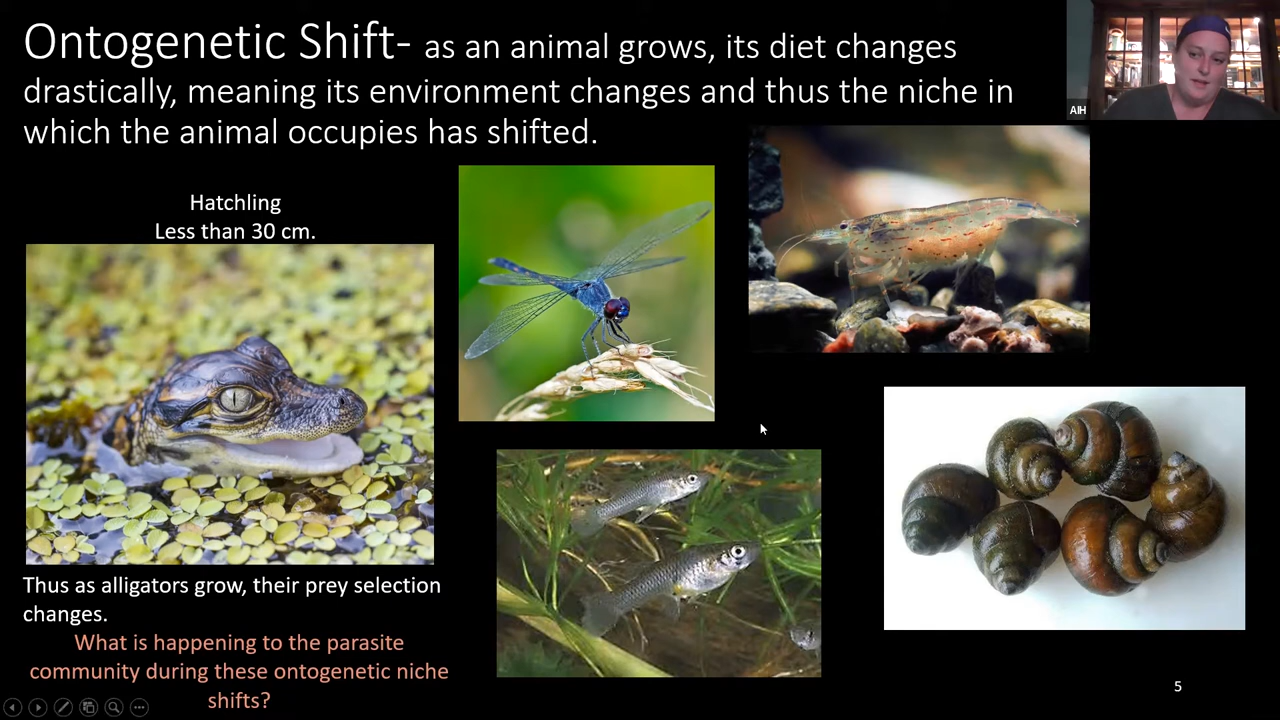 Ontogenetic Shift- as an animal grows, its diet changes
drastically, meaning its environment changes and thus the niche in
which the animal occupies has shifted.
AIH
Hatchling
Less than 30 cm.
Thus as alligators grow, their prey selection
changes.
What is happening to the parasite
community during these ontogenetic niche
shifts?
5